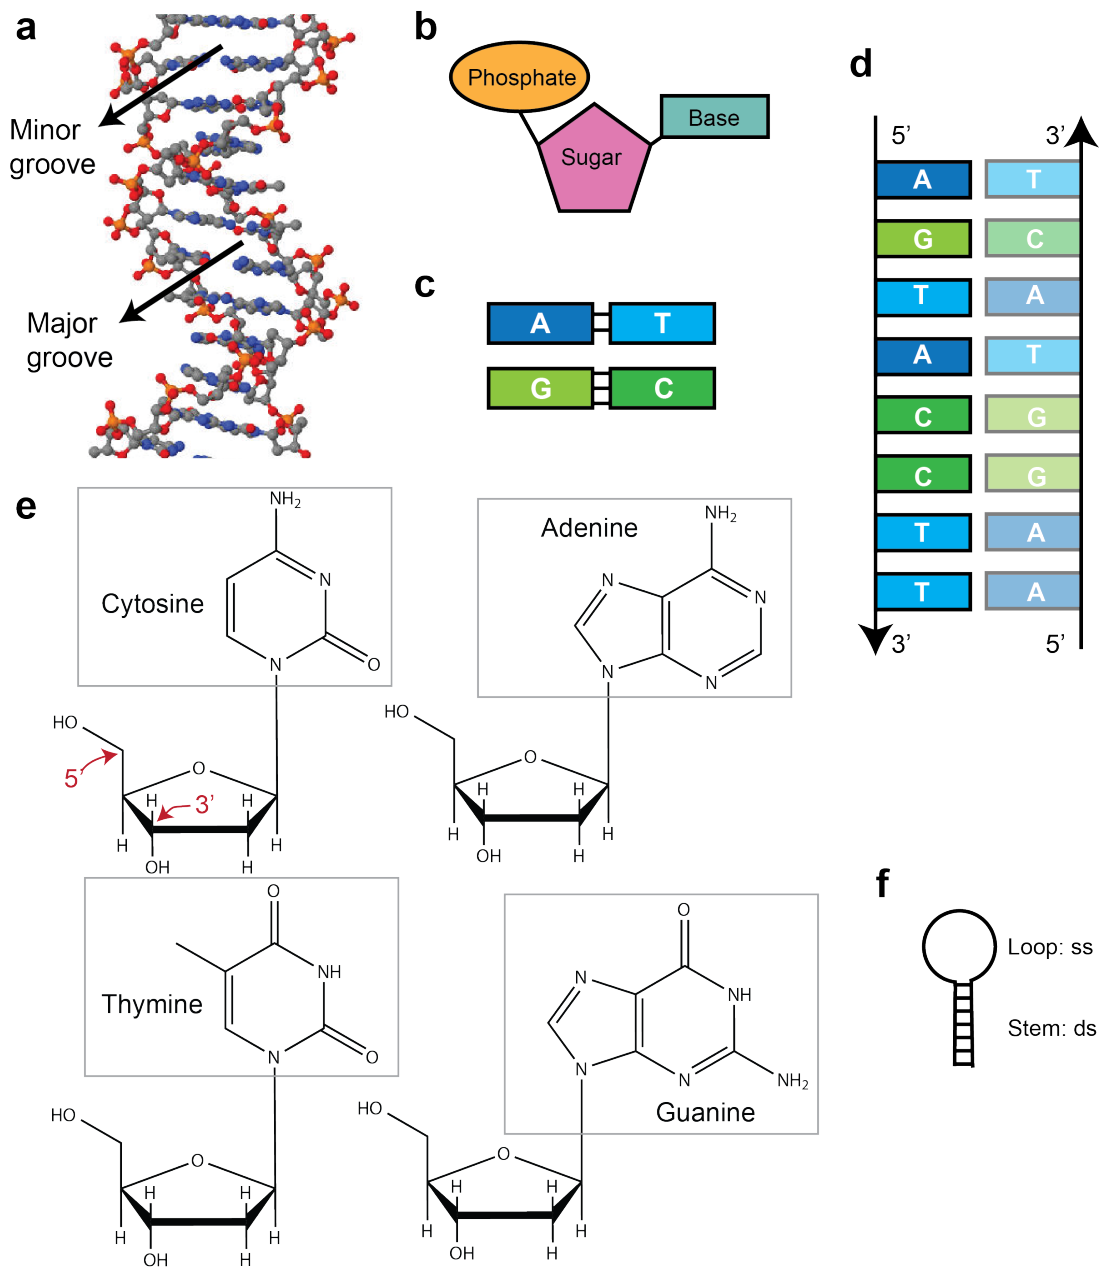 a
Minor
groove
Major
groove
b
Phosphate
Sugar
Base
c
A T
G C
d
5’ 3’
A T
G C
T A
A T
C G
C G
T A
T A
3’ 5’
e
NH2
Cytosine
N
N
O
HO
5’
O
H
3’
H
H
H
OH
H
NH2
Adenine
N
N
N
N
HO
O
H
H
H
H
OH
H
O
Thymine
NH
N
O
HO
O
H
H
H
H
OH
H
O
N
NH
N
N
NH2
Guanine
HO
O
H
H
H
H
OH
H
f
Loop: ss
Stem: ds